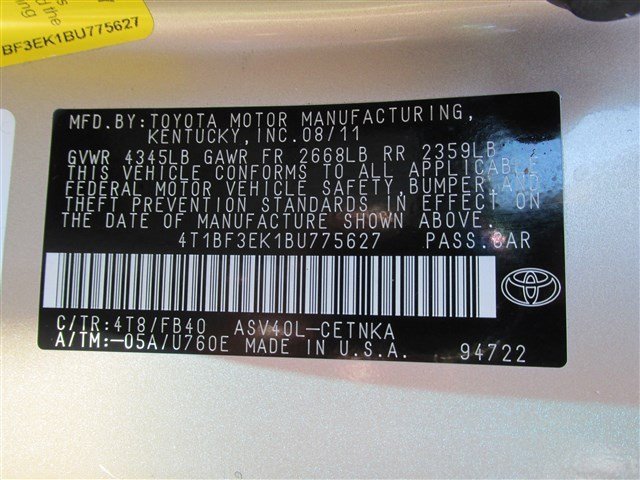 the
ning
BF3EK1BU775627
MFD.BY:TOYOTA MOTOR MANUFACTURING,
KENTUCKY,INC.08/11
GVWR 4345LB GAWR FR 2668LB RR 2359LB
THIS VEHICLE CONFORMS TO ALL APPLICABLE
FEDERAL MOTOR VEHICLE SAFETY,BUMPER,AND
THEFT PREVENTION STANDARDS IN EFFECT ON
THE DATE OF MANUFACTURE SHOWN ABOVE.
4T1BF3EK1BU775627 PASS.CAR
C/TR:4T8/FB40 ASV40L-CETNKA
A/TM:-05A/U760E MADE IN U.S.A. 94722